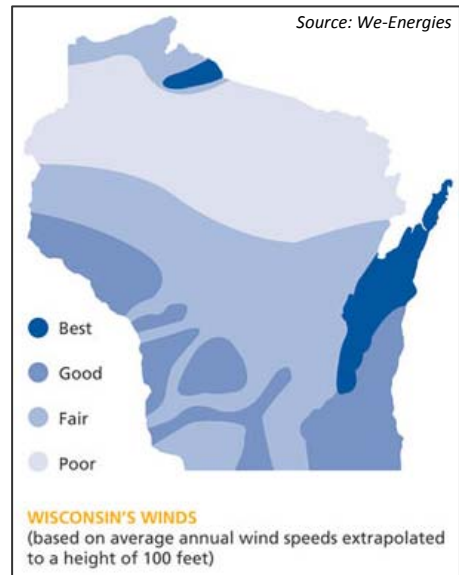 Source: We-Energies
Best
Good
Fair
Poor
WISCONSIN'S WINDS
(based on average annual wind speeds extrapolated
to a height of 100 feet)